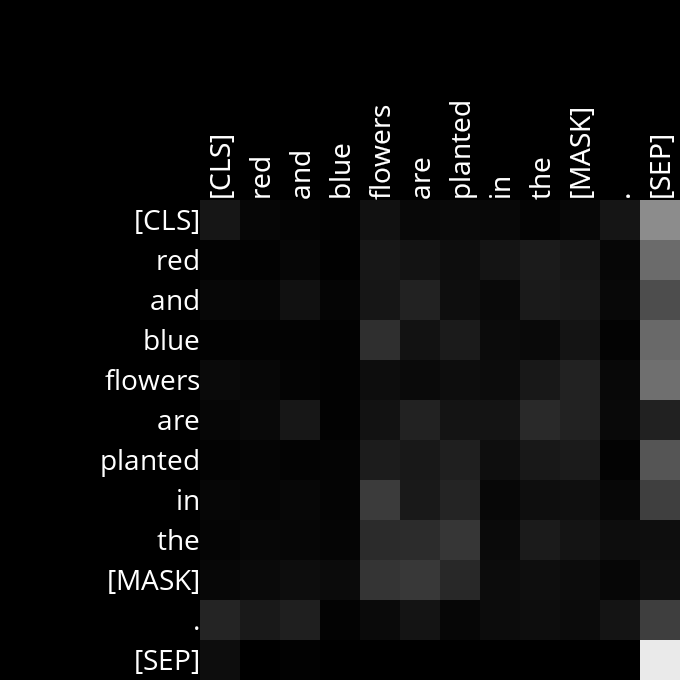 [CLS] red and blue flowers are planted in the [MASK] . [SEP]
[CLS]
red
and
blue
flowers
are
planted
in
the
[MASK]
.
[SEP]